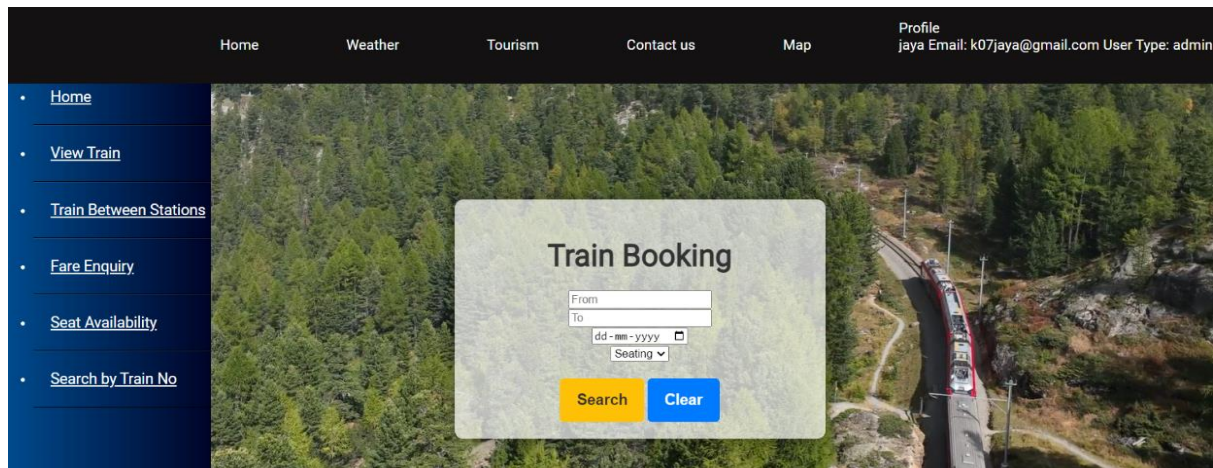 Home
Weather
Tourism
Contact us
Map
Profile
jaya Email: k07jaya@gmail.com User Type: admin
Home
View Train
Train Between Stations
Fare Enquiry
Seat Availability
Search by Train No
Train Booking
From
To
dd-mm-yyyy
Seating
Search
Clear